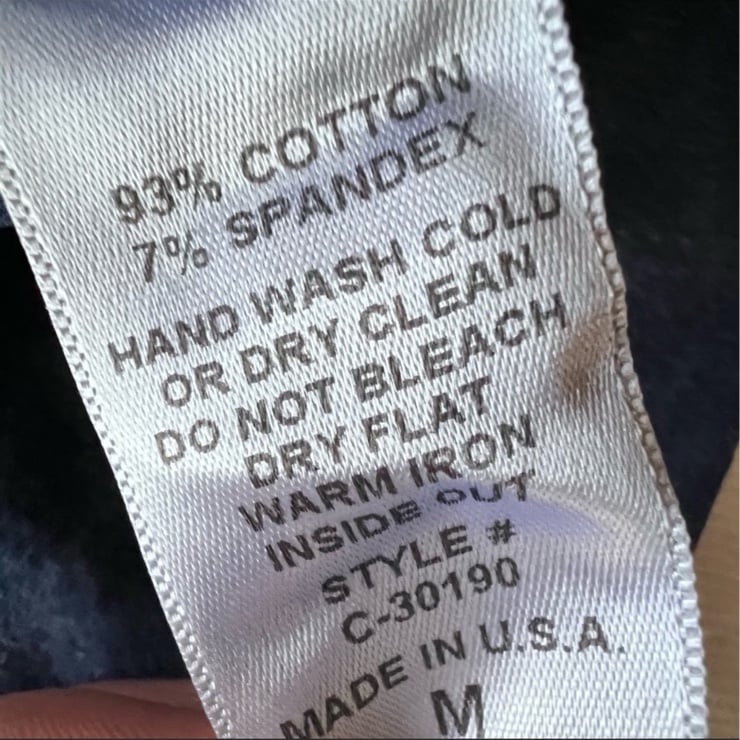 93% COTTON
7% SPANDEX
HAND WASH COLD
OR DRY CLEAN
DO NOT BLEACH
DRY FLAT
WARM IRON
INSIDE OUT
STYLE #
C-30190
MADE IN U.S.A.
M